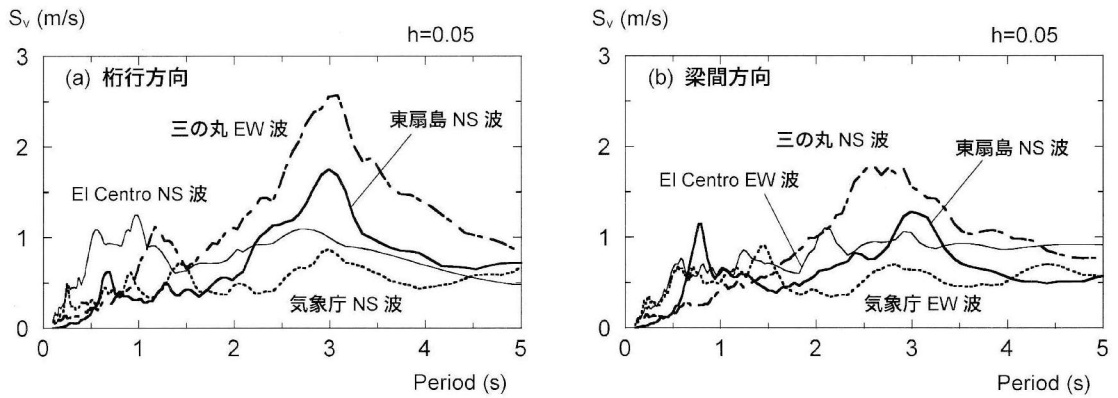 Sv (m/s)
h=0.05
3
(a) 桁行方向
三の丸 EW 波
東扇島 NS 波
2
El Centro NS 波
1
気象庁 NS 波
0
0 1 2 3 4 5
Period (s)
Sv (m/s)
h=0.05
3
(b) 梁間方向
三の丸 NS 波
東扇島 NS 波
2
El Centro EW 波
1
気象庁 EW 波
0
0 1 2 3 4 5
Period (s)